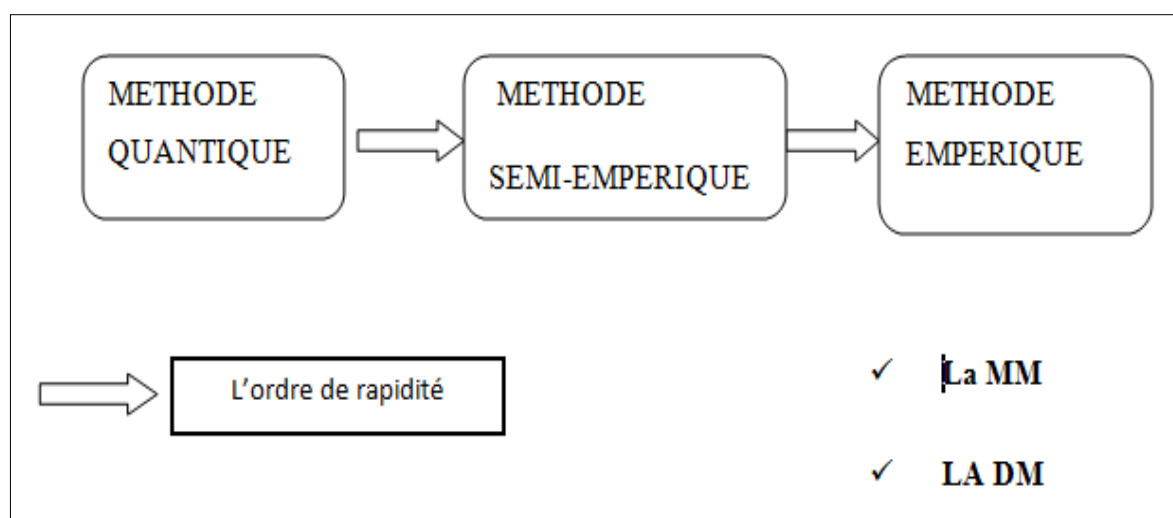 METHODE
QUANTIQUE
METHODE
SEMI-EMPERIQUE
METHODE
EMPERIQUE
L'ordre de rapidité
✓ La MM
✓ LA DM